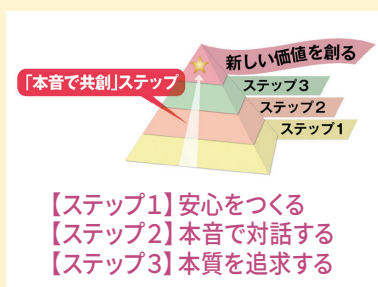 新しい価値を創る
「本音で共創」ステップ
ステップ3
ステップ2
ステップ1
【ステップ1】安心をつくる
【ステップ2】本音で対話する
【ステップ3】本質を追求する